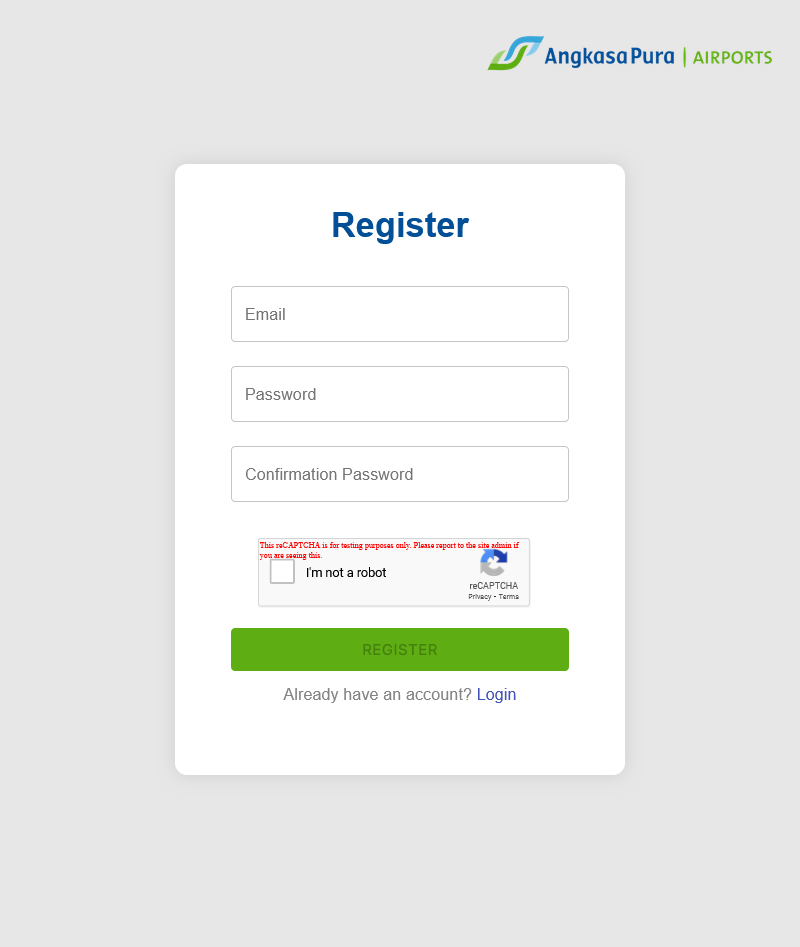 AngkasaPura | AIRPORTS
Register
Email
Password
Confirmation Password
This reCAPTCHA is for testing purposes only. Please report to the site admin if
you are seeing this.
I'm not a robot
reCAPTCHA
Privacy - Terms
REGISTER
Already have an account? Login